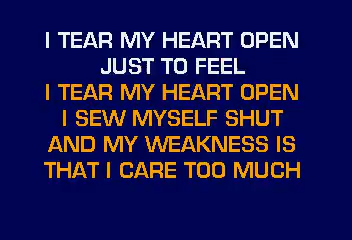 I TEAR MY HEART OPEN
JUST TO FEEL
I TEAR MY HEART OPEN
I SEW MYSELF SHUT
AND MY WEAKNESS IS
THAT I CARE TOO MUCH